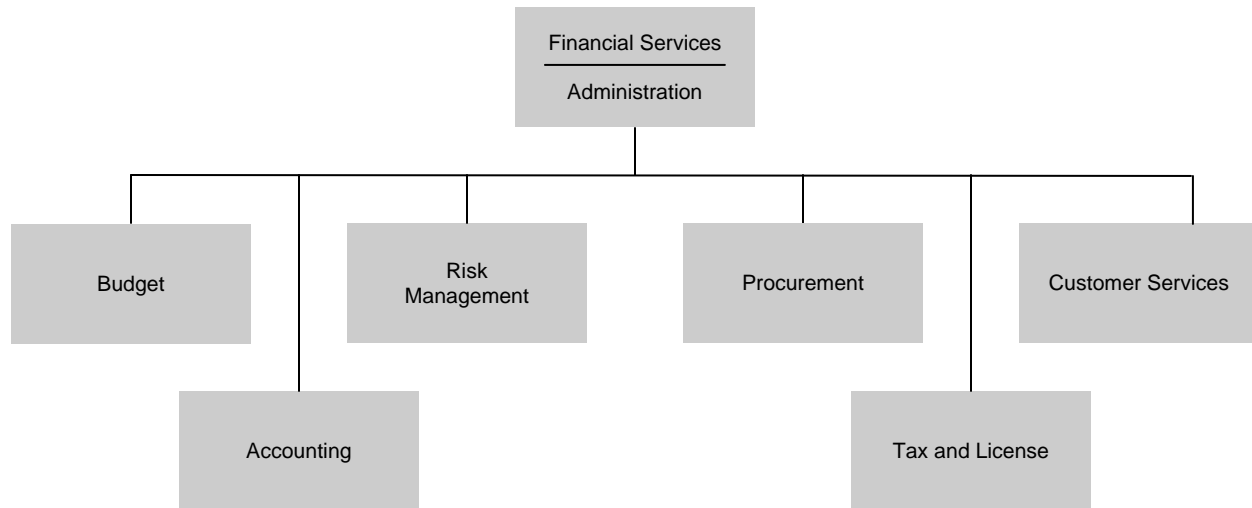 Financial Services
Administration
Budget
Risk
Management
Procurement
Customer Services
Accounting
Tax and License